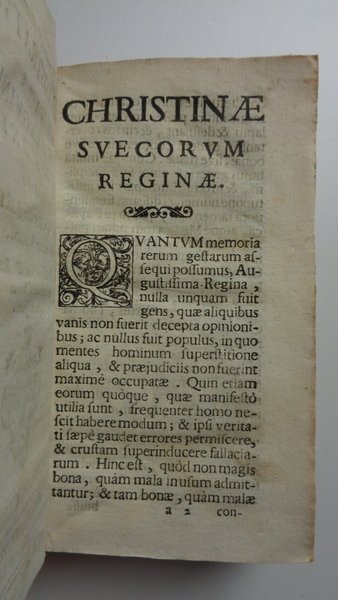 CHRISTINÆ
SVECORVM
REGINÆ.
QVANTVM memoria
rerum gestarum as-
sequi possumus, Au-
gustissima Regina,
nulla unquam fuit
gens, quæ aliquibus
vanis non fuerit decepta opinioni-
bus; ac nullus fuit populus, in quo
mentes hominum superstitione
aliqua, & præjudiciis non fuerint
maximè occupatæ. Quin etiam
eorum quòque, quæ manifestò
utilia sunt, frequenter homo ne-
scit habere modum; & ipsi verita-
ti sæpè gaudet errores permiscere,
& crustam superinducere fallacia-
rum. Hinc est, quòd non magis
bona, quàm mala in usum admit-
tantur; & tam bonæ, quàm malæ
a 2 con-